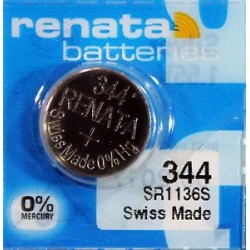 renata
batteries
344
RENATA
+
Swiss Made 0% Hg
344
SR1136S
Swiss Made
0%
MERCURY